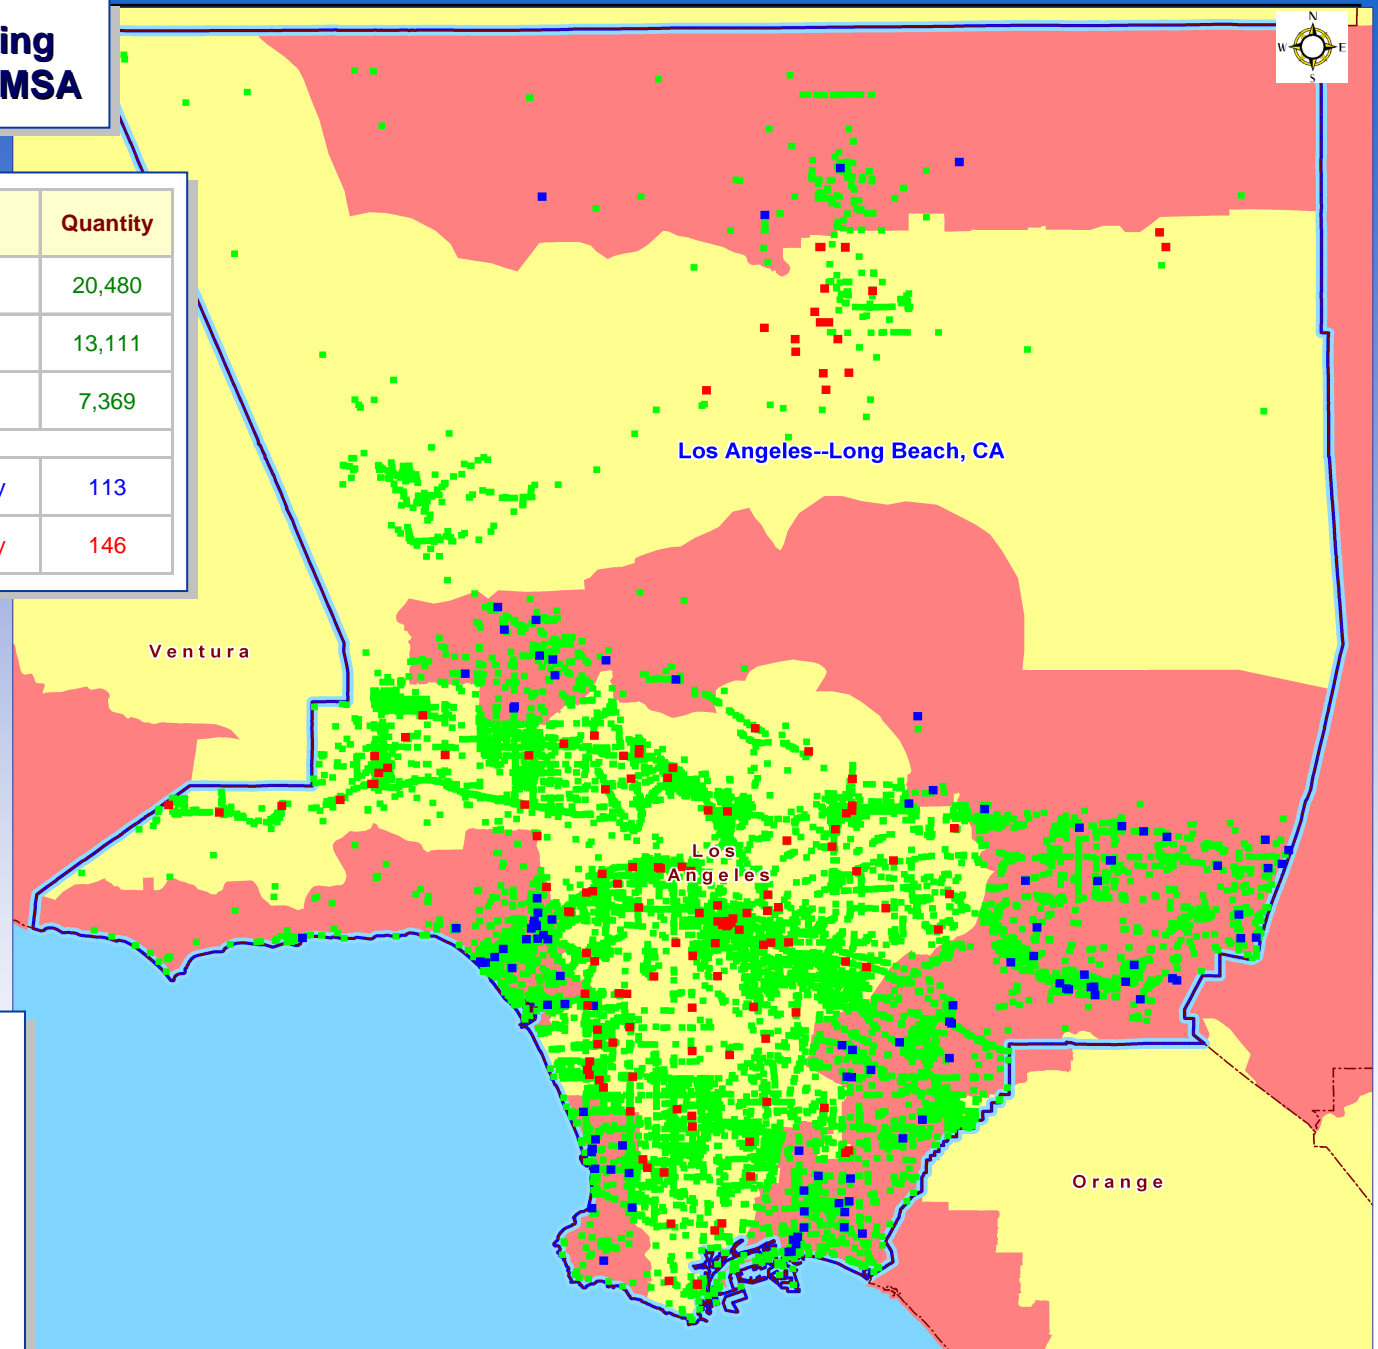 ing
MSA
N
W E
S
Quantity
20,480
13,111
7,369
y 113
y 146
Los Angeles--Long Beach, CA
Ventura
Los
Angeles
Orange